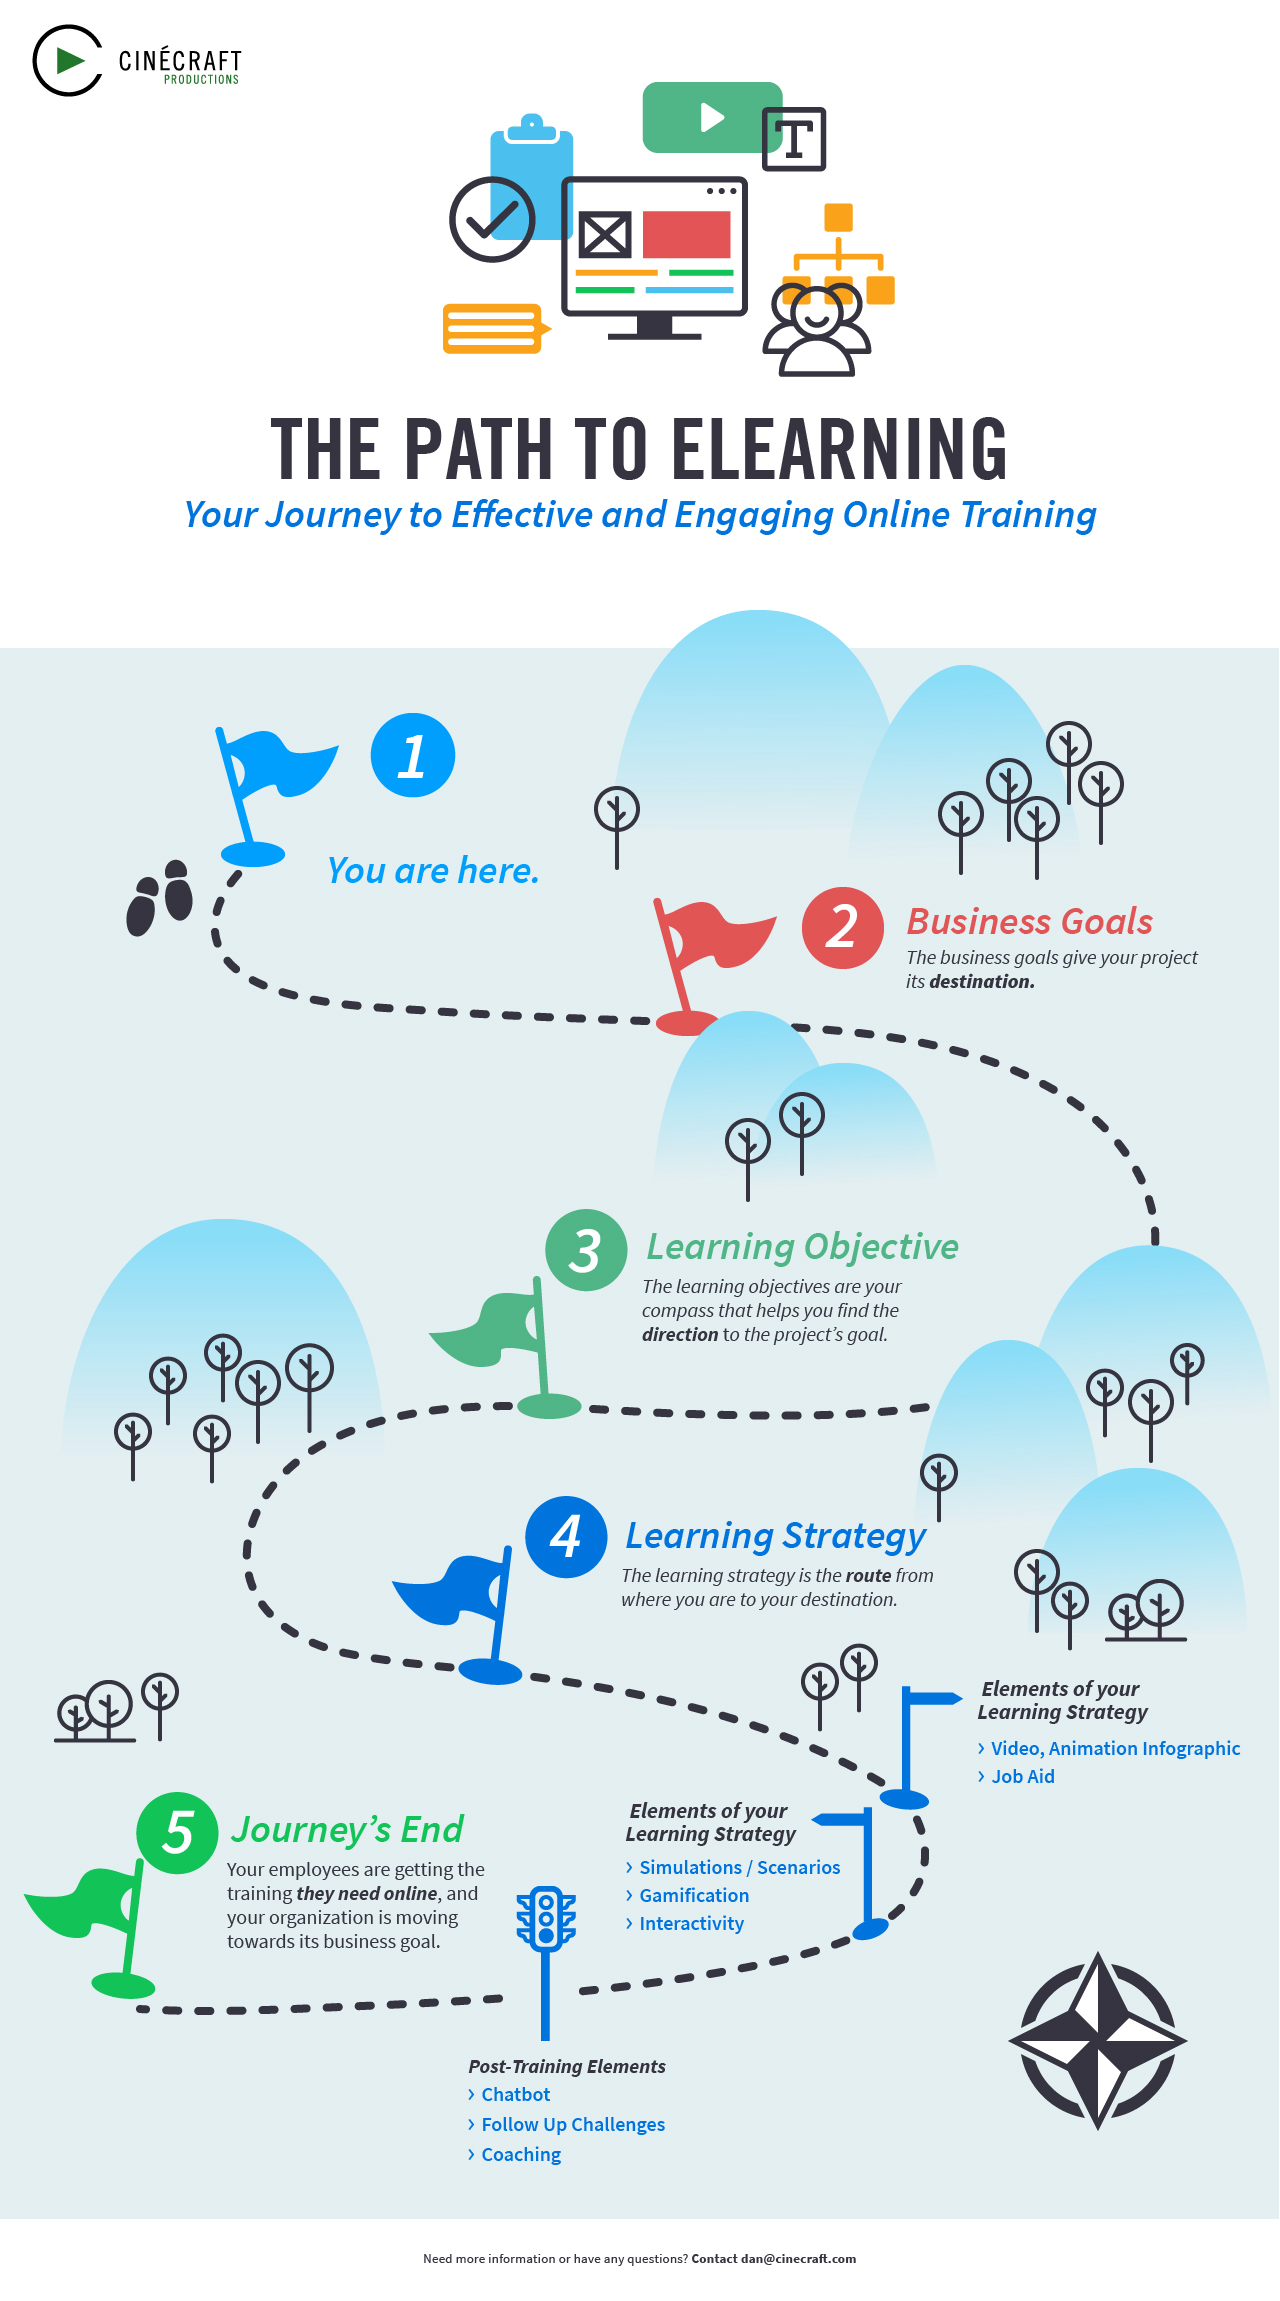 CINÉCRAFT
PRODUCTIONS
T
THE PATH TO ELEARNING
Your Journey to Effective and Engaging Online Training
1
You are here.
2
Business Goals
The business goals give your project
its destination.
3
Learning Objective
The learning objectives are your
compass that helps you find the
direction to the project's goal.
4
Learning Strategy
The learning strategy is the route from
where you are to your destination.
Elements of your
Learning Strategy
> Video, Animation Infographic
> Job Aid
Elements of your
Learning Strategy
> Simulations / Scenarios
> Gamification
> Interactivity
5
Journey's End
Your employees are getting the
training they need online, and
your organization is moving
towards its business goal.
Post-Training Elements
> Chatbot
> Follow Up Challenges
> Coaching
Need more information or have any questions? Contact dan@cinecraft.com